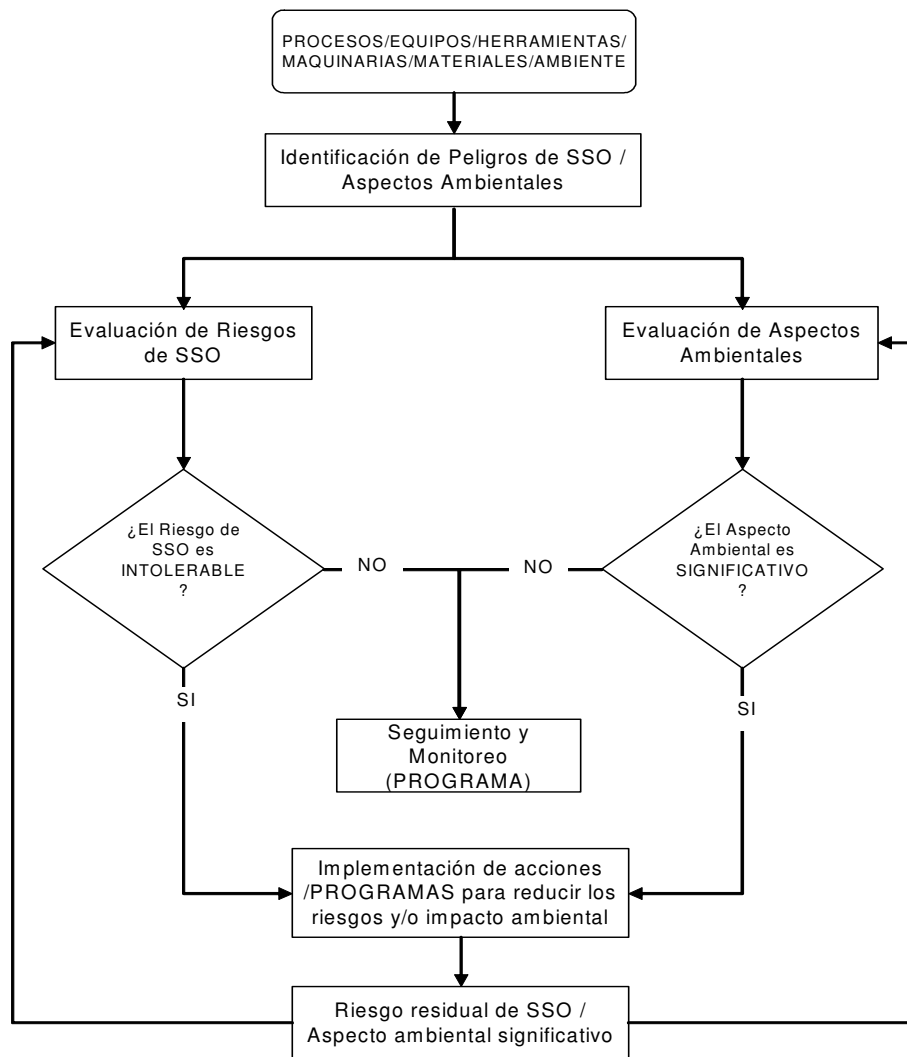 PROCESOS/EQUIPOS/HERRAMIENTAS/
MAQUINARIAS/MATERIALES/AMBIENTE
Identificación de Peligros de SSO /
Aspectos Ambientales
Evaluación de Riesgos
de SSO
Evaluación de Aspectos
Ambientales
¿El Riesgo de
SSO es
INTOLERABLE
?
NO
NO
¿El Aspecto
Ambiental es
SIGNIFICATIVO
?
SI
SI
Seguimiento y
Monitoreo
(PROGRAMA)
Implementación de acciones
/PROGRAMAS para reducir los
riesgos y/o impacto ambiental
Riesgo residual de SSO /
Aspecto ambiental significativo